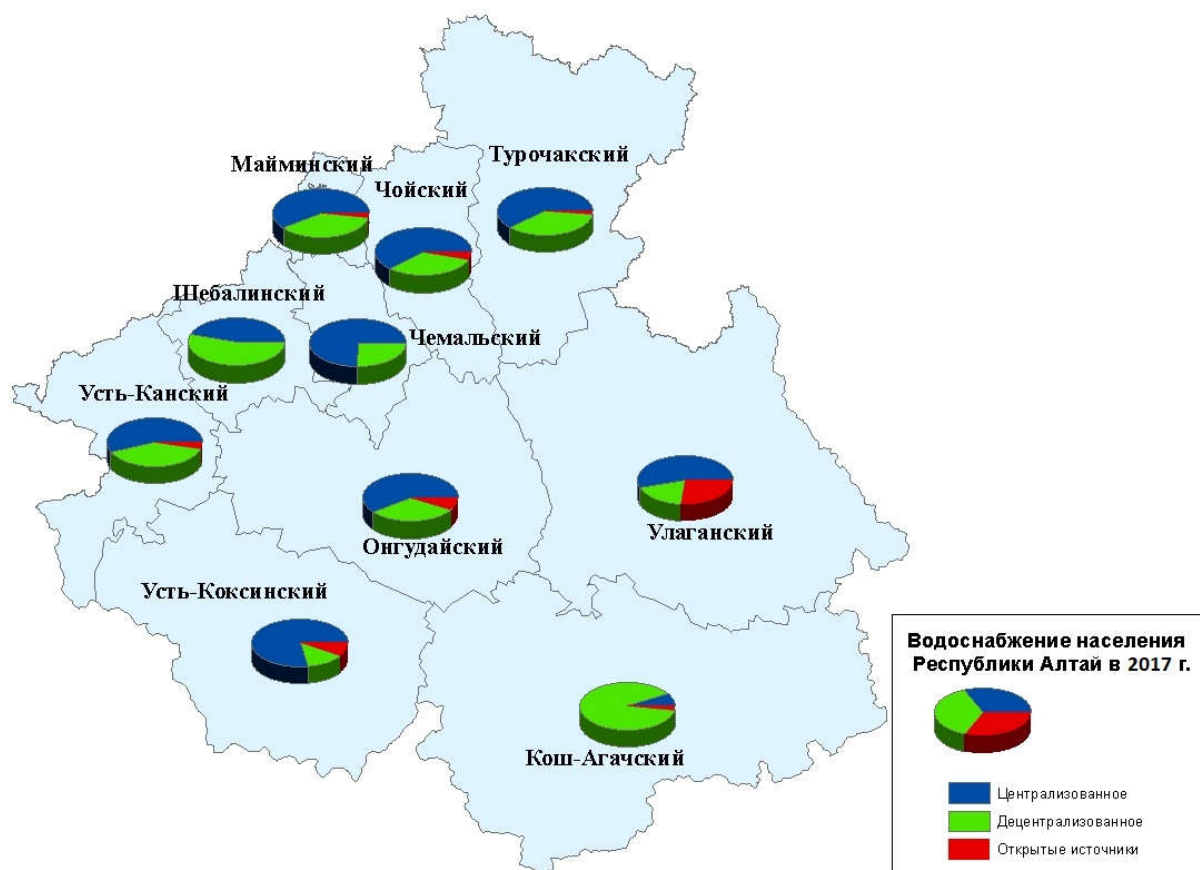 Турочакский
Майминский
Чойский
Шебалинский
Чемальский
Усть-Канский
Улаганский
Онгудайский
Усть-Коксинский
Кош-Агачский
Водоснабжение населения
Республики Алтай в 2017 г.
Централизованное
Децентрализованное
Открытые источники